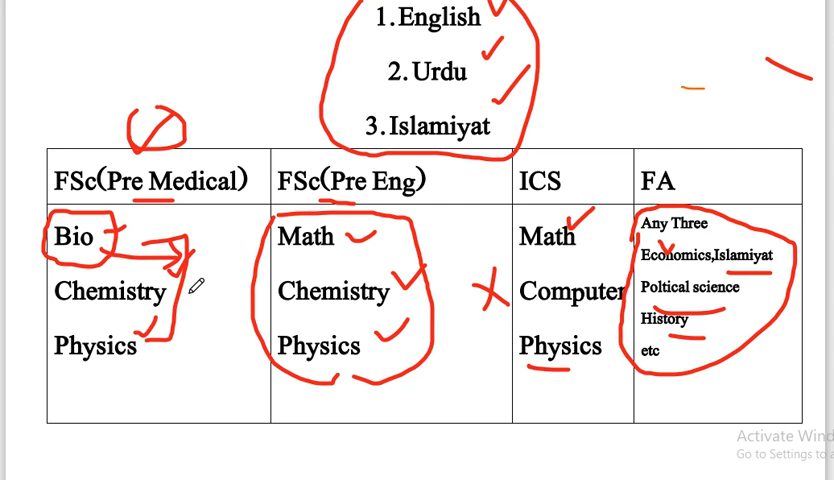 1. English
2. Urdu
3. Islamiyat
FSc(Pre Medical) FSc(Pre Eng) ICS FA
Bio Math Math Any Three
Economics,Islamiyat
Chemistry Chemistry Computer Poltical science
History
Physics Physics Physics etc
Activate Wind
Go to Settings to a